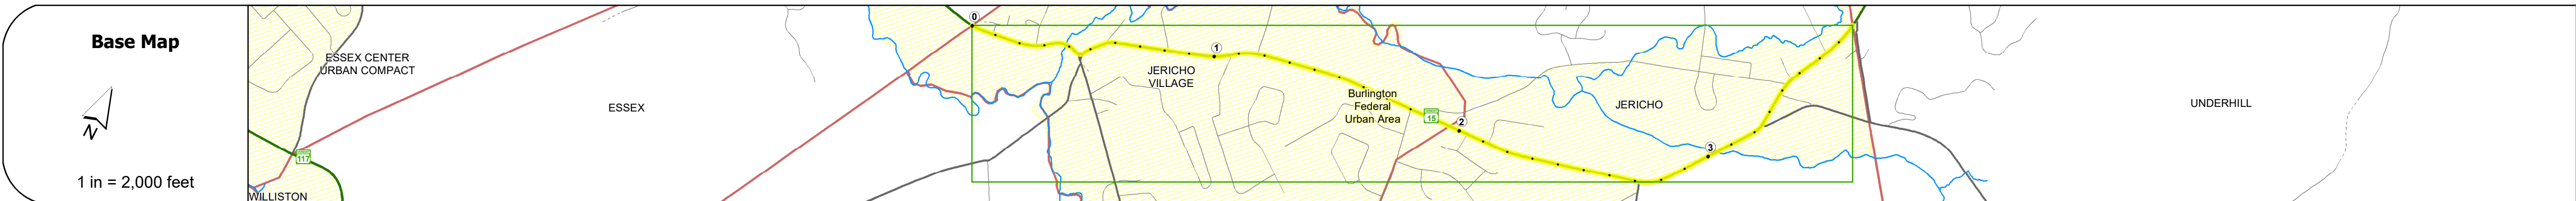 Base Map
N
1 in = 2,000 feet
ESSEX CENTER
URBAN COMPACT
117
WILLISTON
ESSEX
0
JERICHO
VILLAGE
1
Burlington
Federal
Urban Area
15
2
JERICHO
3
UNDERHILL